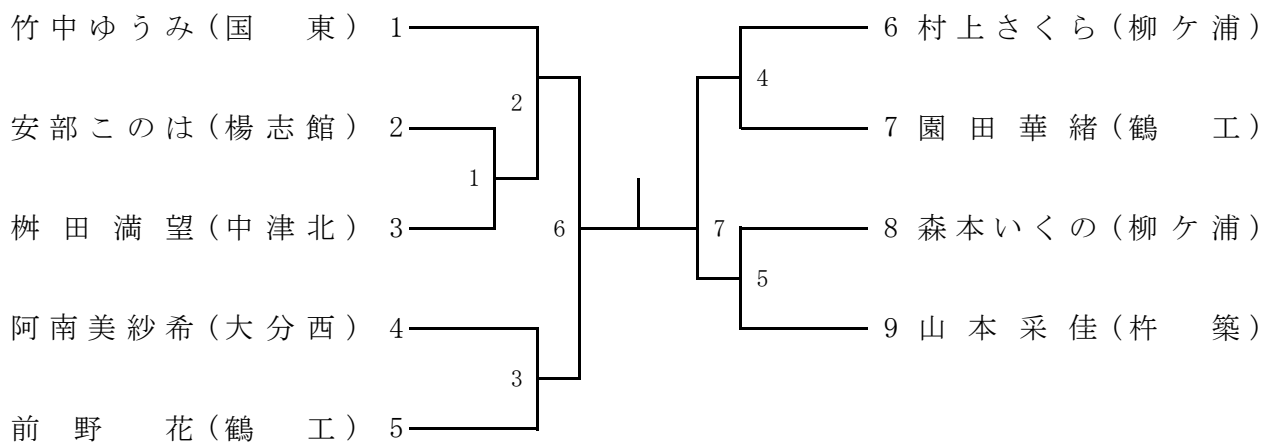 竹中ゆうみ(国　東) 1
2
安部このは(楊志館) 2
1
桝田満望(中津北) 3
6
阿南美紗希(大分西) 4
3
前野　花(鶴　工) 5
6 村上さくら(柳ケ浦)
4
7 園田華緒(鶴　工)
7
8 森本いくの(柳ケ浦)
5
9 山本采佳(杵　築)